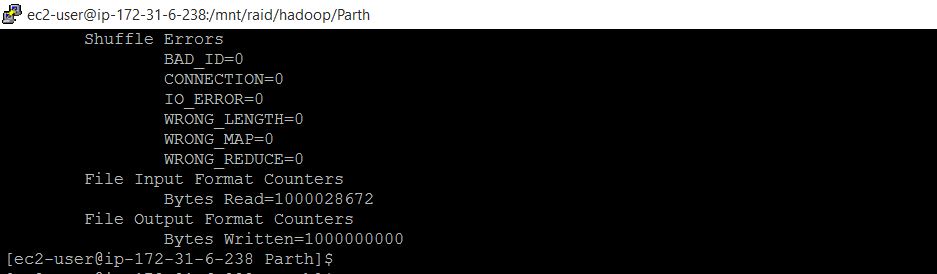 ec2-user@ip-172-31-6-238:/mnt/raid/hadoop/Parth
Shuffle Errors
BAD_ID=0
CONNECTION=0
IO_ERROR=0
WRONG_LENGTH=0
WRONG_MAP=0
WRONG_REDUCE=0
File Input Format Counters
Bytes Read=1000028672
File Output Format Counters
Bytes Written=1000000000
[ec2-user@ip-172-31-6-238 Parth]$